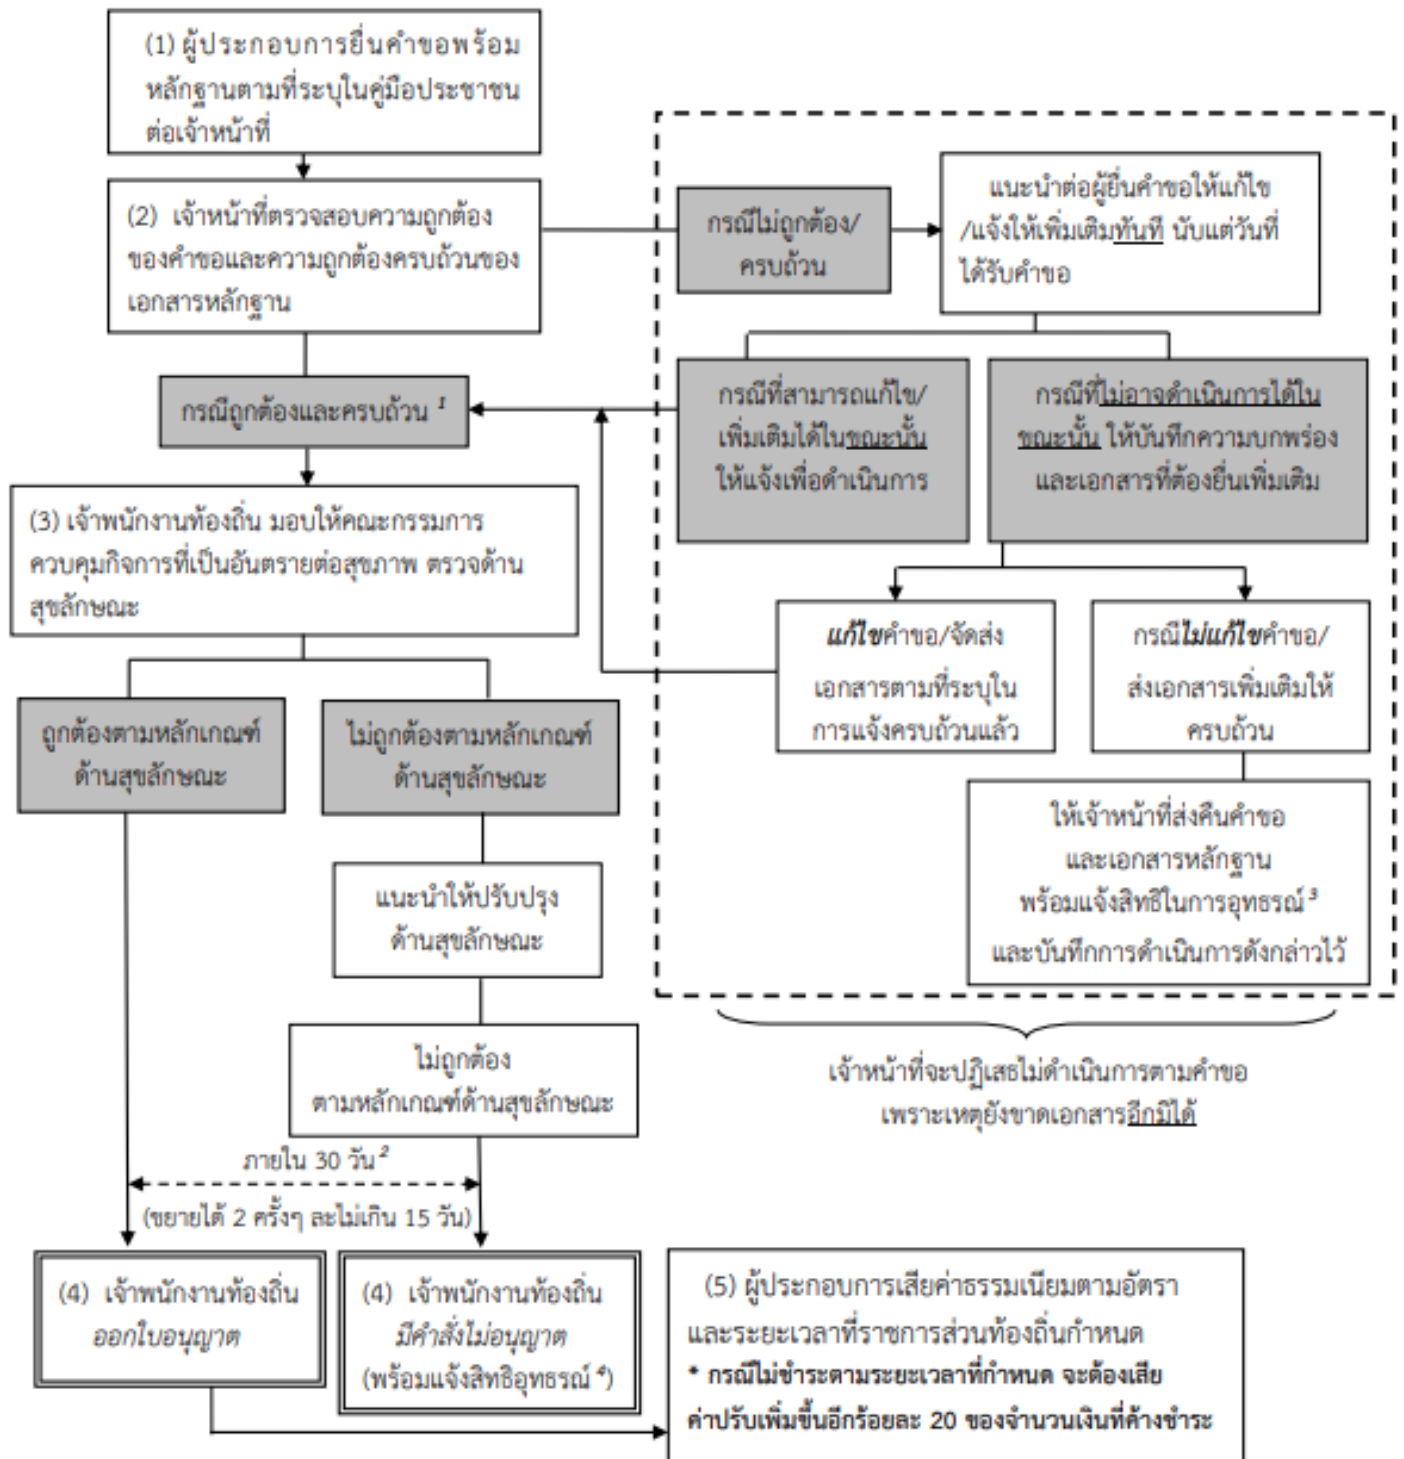 (1) ผู้ประกอบการยื่นคำขอพร้อม
หลักฐานตามที่ระบุในคู่มือประชาชน
ต่อเจ้าหน้าที่
(2) เจ้าหน้าที่ตรวจสอบความถูกต้อง
ของคำขอและความถูกต้องครบถ้วนของ
เอกสารหลักฐาน
กรณีไม่ถูกต้อง/
ครบถ้วน
แนะนำต่อผู้ยื่นคำขอให้แก้ไข
/แจ้งให้เพิ่มเติมทันที นับแต่วันที่
ได้รับคำขอ
กรณีถูกต้องและครบถ้วน 1
กรณีที่สามารถแก้ไข/
เพิ่มเติมได้ในขณะนั้น
ให้แจ้งเพื่อดำเนินการ
กรณีที่ไม่อาจดำเนินการได้ใน
ขณะนั้น ให้บันทึกความบกพร่อง
และเอกสารที่ต้องยื่นเพิ่มเติม
(3) เจ้าพนักงานท้องถิ่น มอบให้คณะกรรมการ
ควบคุมกิจการที่เป็นอันตรายต่อสุขภาพ ตรวจด้าน
สุขลักษณะ
แก้ไขคำขอ/จัดส่ง
เอกสารตามที่ระบุใน
การแจ้งครบถ้วนแล้ว
กรณีไม่แก้ไขคำขอ/
ส่งเอกสารเพิ่มเติมให้
ครบถ้วน
ถูกต้องตามหลักเกณฑ์
ด้านสุขลักษณะ
ไม่ถูกต้องตามหลักเกณฑ์
ด้านสุขลักษณะ
ให้เจ้าหน้าที่ส่งคืนคำขอ
และเอกสารหลักฐาน
พร้อมแจ้งสิทธิในการอุทธรณ์ 3
และบันทึกการดำเนินการดังกล่าวไว้
แนะนำให้ปรับปรุง
ด้านสุขลักษณะ
ไม่ถูกต้อง
ตามหลักเกณฑ์ด้านสุขลักษณะ
เจ้าหน้าที่จะปฏิเสธไม่ดำเนินการตามคำขอ
เพราะเหตุยังขาดเอกสารอีกมิได้
ภายใน 30 วัน 2
(ขยายได้ 2 ครั้งๆ ละไม่เกิน 15 วัน)
(4) เจ้าพนักงานท้องถิ่น
ออกใบอนุญาต
(4) เจ้าพนักงานท้องถิ่น
มีคำสั่งไม่อนุญาต
(พร้อมแจ้งสิทธิอุทธรณ์ 4)
(5) ผู้ประกอบการเสียค่าธรรมเนียมตามอัตรา
และระยะเวลาที่ราชการส่วนท้องถิ่นกำหนด
* กรณีไม่ชำระตามระยะเวลาที่กำหนด จะต้องเสีย
ค่าปรับเพิ่มขึ้นอีกร้อยละ 20 ของจำนวนเงินที่ค้างชำระ